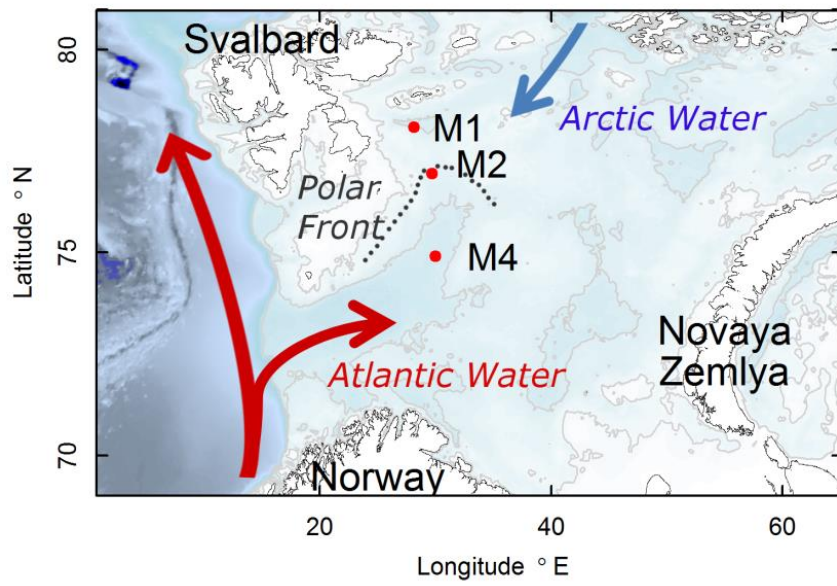 80
Svalbard
M1
Arctic Water
M2
Polar
Front
75
M4
Latitude ° N
Novaya
Zemlya
Atlantic Water
70
Norway
20
40
60
Longitude ° E